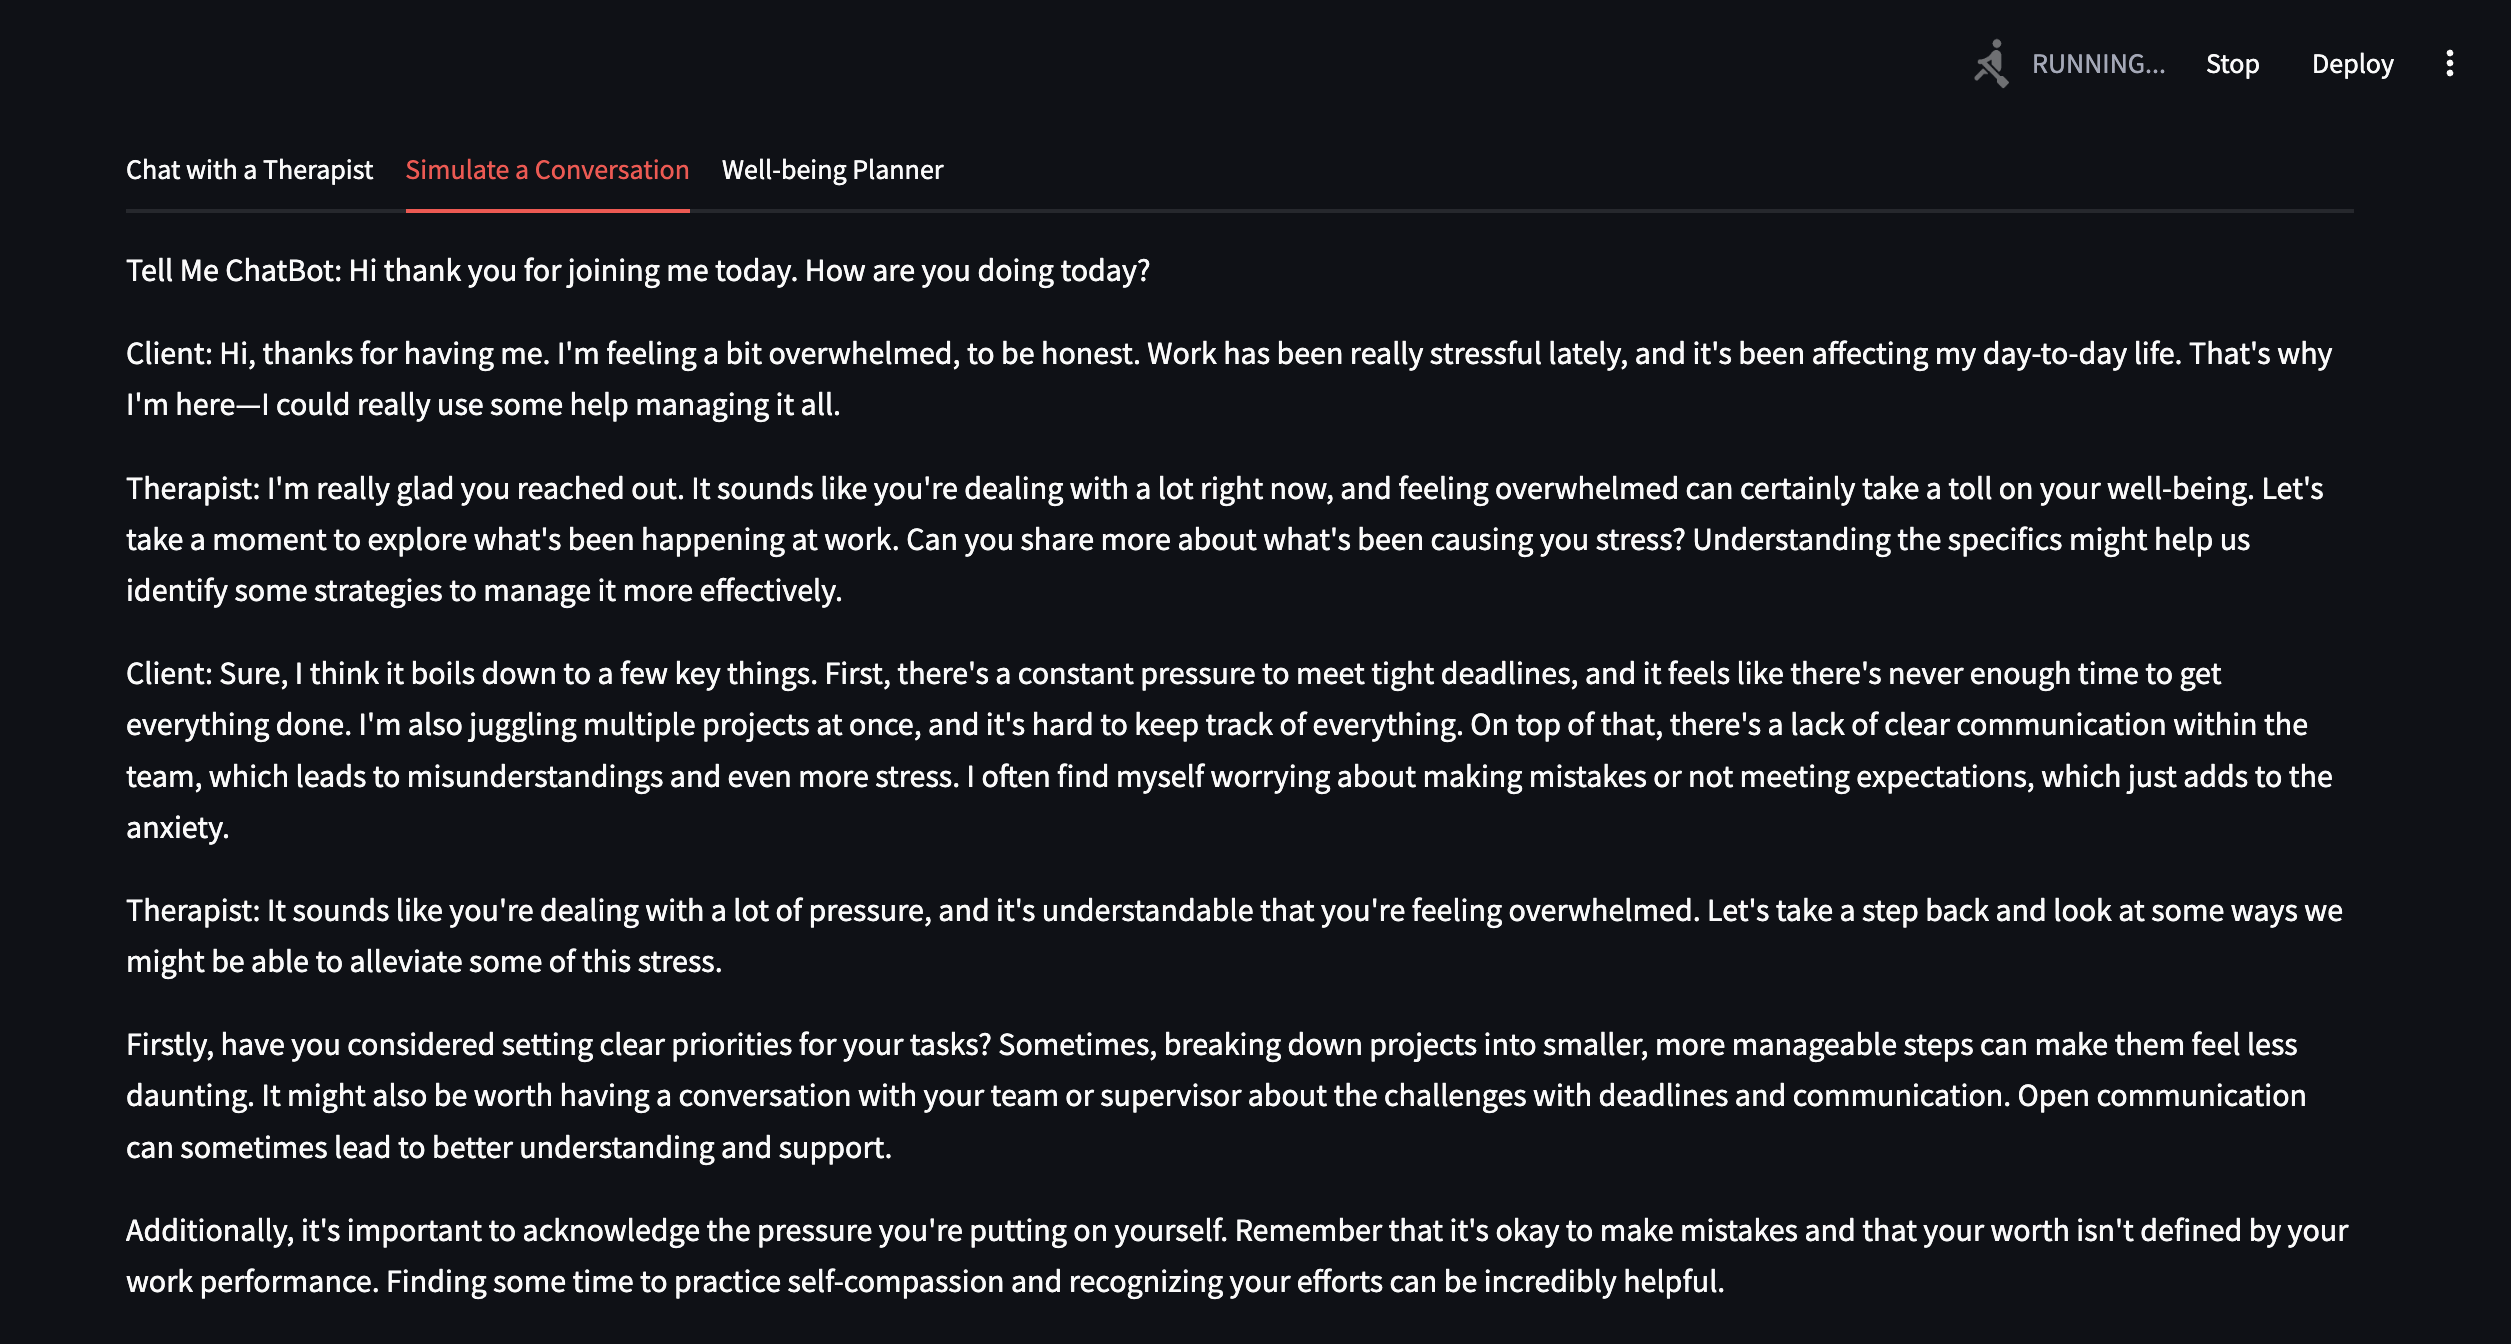 RUNNING...
Stop
Deploy
Chat with a Therapist
Simulate a Conversation
Well-being Planner
Tell Me ChatBot: Hi thank you for joining me today. How are you doing today?
Client: Hi, thanks for having me. I'm feeling a bit overwhelmed, to be honest. Work has been really stressful lately, and it's been affecting my day-to-day life. That's why
I'm here—I could really use some help managing it all.
Therapist: I'm really glad you reached out. It sounds like you're dealing with a lot right now, and feeling overwhelmed can certainly take a toll on your well-being. Let's
take a moment to explore what's been happening at work. Can you share more about what's been causing you stress? Understanding the specifics might help us
identify some strategies to manage it more effectively.
Client: Sure, I think it boils down to a few key things. First, there's a constant pressure to meet tight deadlines, and it feels like there's never enough time to get
everything done. I'm also juggling multiple projects at once, and it's hard to keep track of everything. On top of that, there's a lack of clear communication within the
team, which leads to misunderstandings and even more stress. I often find myself worrying about making mistakes or not meeting expectations, which just adds to the
anxiety.
Therapist: It sounds like you're dealing with a lot of pressure, and it's understandable that you're feeling overwhelmed. Let's take a step back and look at some ways we
might be able to alleviate some of this stress.
Firstly, have you considered setting clear priorities for your tasks? Sometimes, breaking down projects into smaller, more manageable steps can make them feel less
daunting. It might also be worth having a conversation with your team or supervisor about the challenges with deadlines and communication. Open communication
can sometimes lead to better understanding and support.
Additionally, it's important to acknowledge the pressure you're putting on yourself. Remember that it's okay to make mistakes and that your worth isn't defined by your
work performance. Finding some time to practice self-compassion and recognizing your efforts can be incredibly helpful.